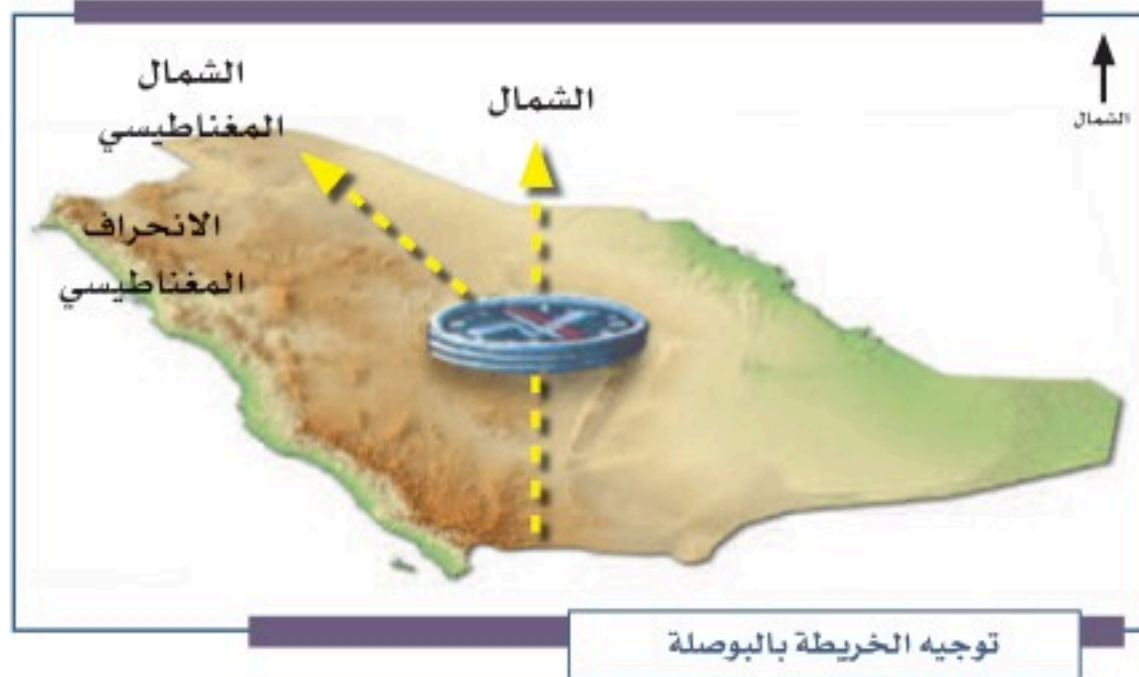 الشمال
المغناطيسي
الشمال
الشمال
الانحراف
المغناطيسي
توجيه الخريطة بالبوصلة